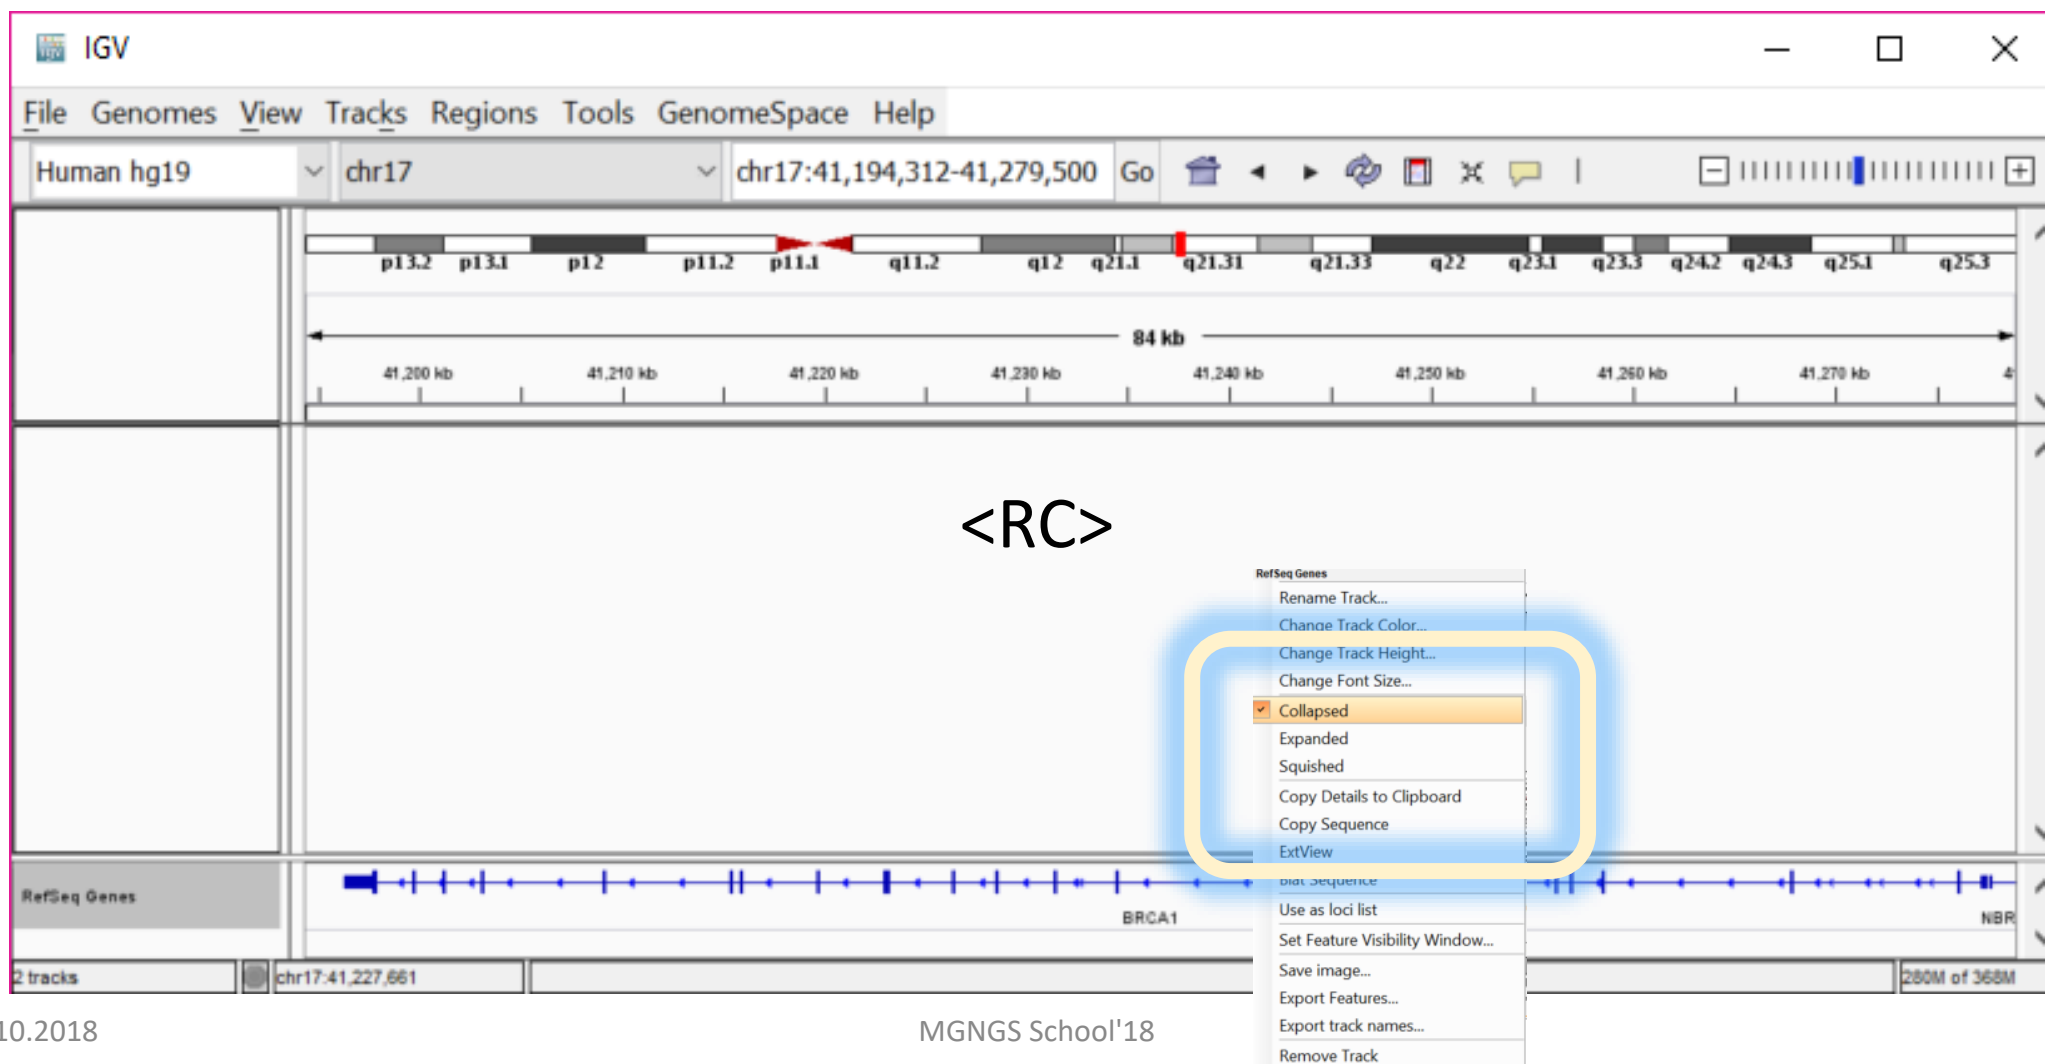 IGV
File Genomes View Tracks Regions Tools GenomeSpace Help
Human hg19 chr17 chr17:41,194,312-41,279,500 Go
p13.2 p13.1 p12 p11.2 p11.1 q11.2 q12 q21.1 q21.31 q21.33 q22 q23.1 q23.3 q24.2 q24.3 q25.1 q25.3
84 kb
41,200 kb 41,210 kb 41,220 kb 41,230 kb 41,240 kb 41,250 kb 41,260 kb 41,270 kb
<RC>
RefSeq Genes
Rename Track...
Change Track Color...
Change Track Height...
Change Font Size...
Collapsed
Expanded
Squished
Copy Details to Clipboard
Copy Sequence
ExtView
Blat Sequence
Use as loci list
Set Feature Visibility Window...
Save image...
Export Features...
Export track names...
Remove Track
RefSeq Genes
BRCA1 NBR
2 tracks chr17:41,227,661 280M of 368M
10.2018 MGNGS School'18